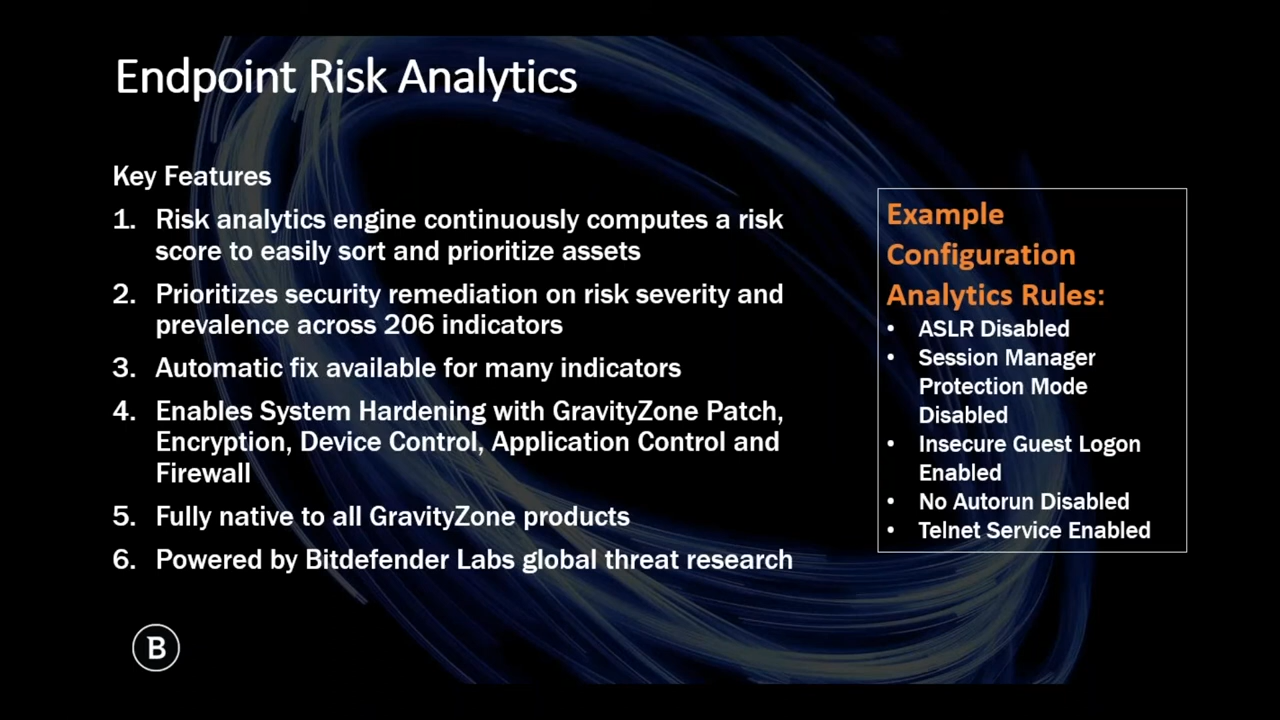 Endpoint Risk Analytics
Key Features
1. Risk analytics engine continuously computes a risk
score to easily sort and prioritize assets
2. Prioritizes security remediation on risk severity and
prevalence across 206 indicators
3. Automatic fix available for many indicators
4. Enables System Hardening with GravityZone Patch,
Encryption, Device Control, Application Control and
Firewall
5. Fully native to all GravityZone products
6. Powered by Bitdefender Labs global threat research
Example
Configuration
Analytics Rules:
• ASLR Disabled
• Session Manager
Protection Mode
Disabled
• Insecure Guest Logon
Enabled
• No Autorun Disabled
• Telnet Service Enabled
B